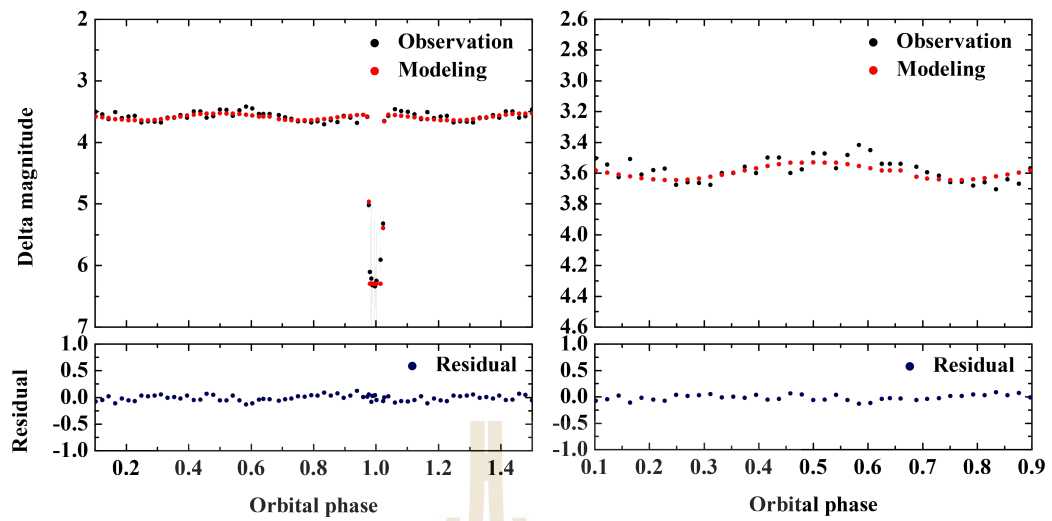 2
3
4
5
6
7
Delta magnitude
Observation
Modeling
1.0
0.5
0.0
-0.5
-1.0
Residual
Residual
0.2 0.4 0.6 0.8 1.0 1.2 1.4
Orbital phase
2.6
2.8
3.0
3.2
3.4
3.6
3.8
4.0
4.2
4.4
4.6
Observation
Modeling
1.0
0.5
0.0
-0.5
-1.0
Residual
0.1 0.2 0.3 0.4 0.5 0.6 0.7 0.8 0.9
Orbital phase